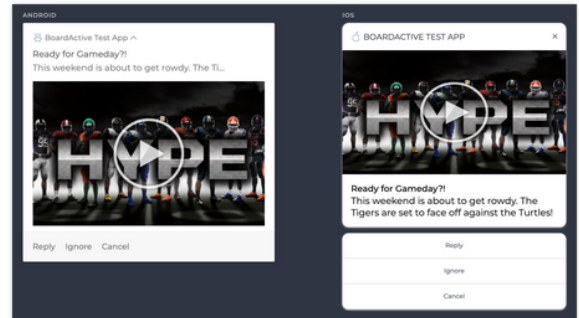 ANDROID
BoardActive Test App
Ready for Gameday?!
This weekend is about to get rowdy. The Ti...
HYPE
Reply Ignore Cancel
IOS
BOARDACTIVE TEST APP ×
HYPE
Ready for Gameday?!
This weekend is about to get rowdy. The
Tigers are set to face off against the Turtles!
Reply
Ignore
Cancel